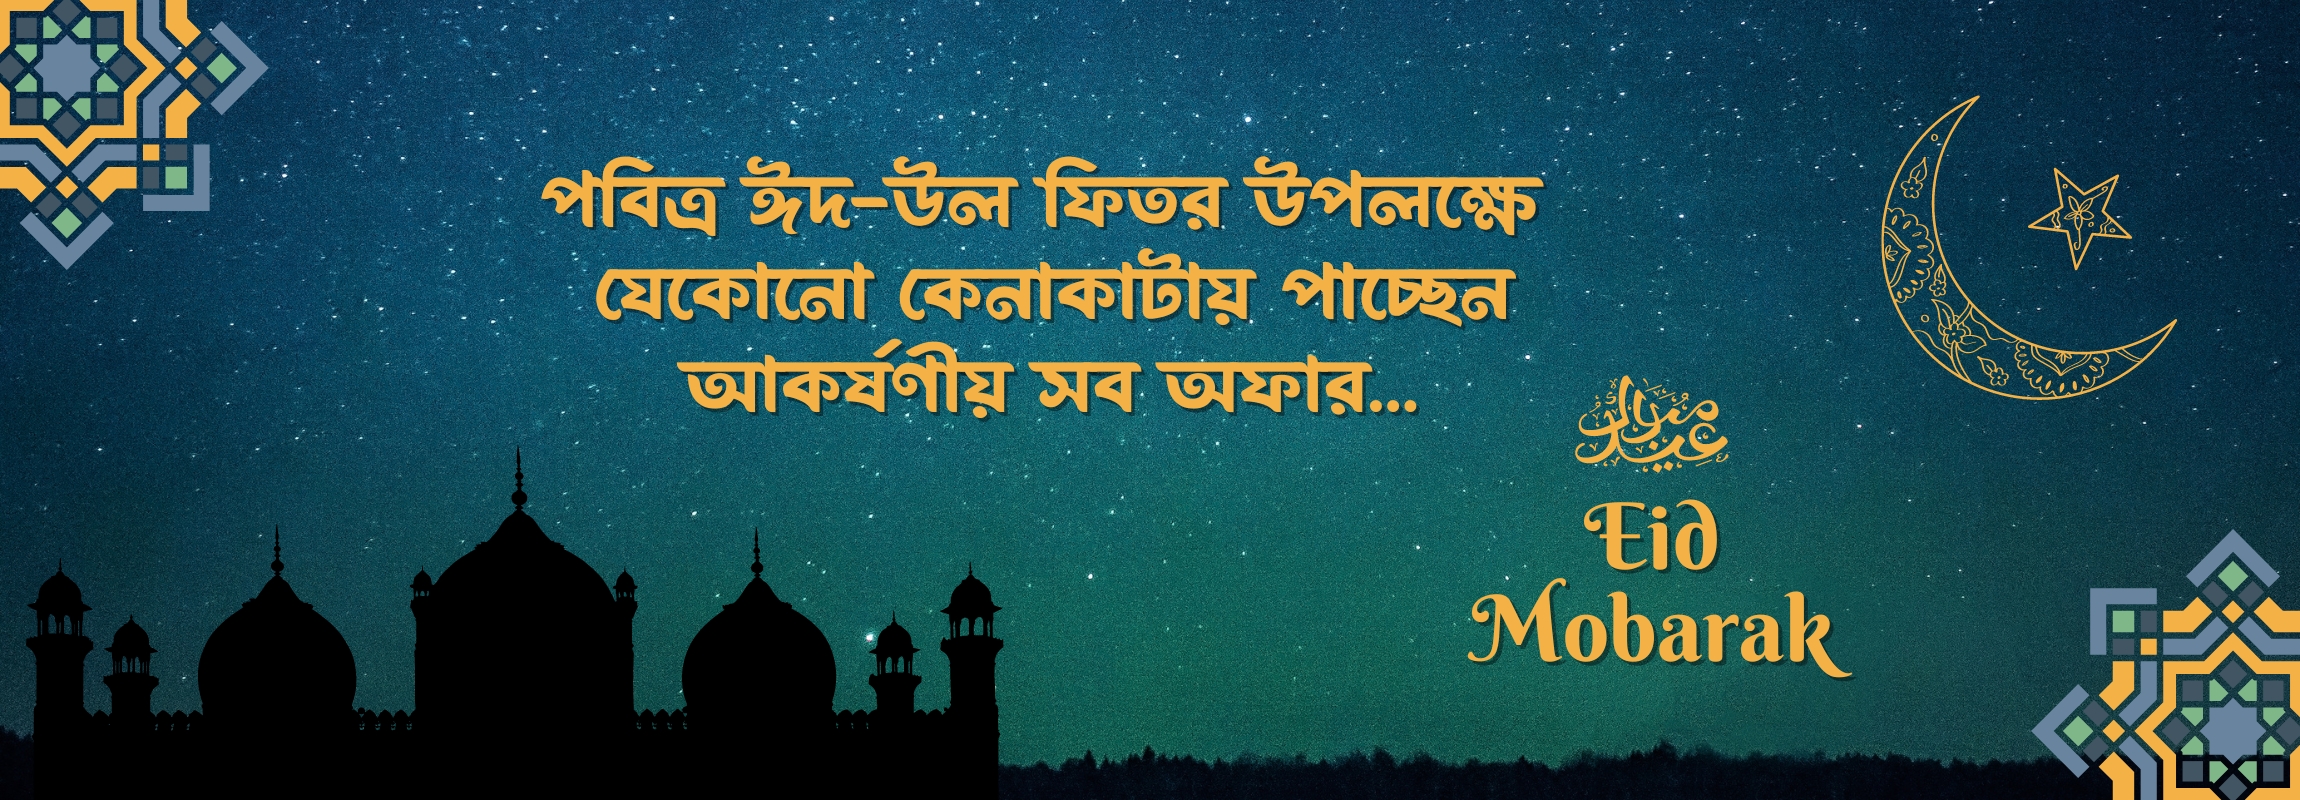 পবিত্র ঈদ-উল ফিতর উপলক্ষে
যেকোনো কেনাকাটায় পাচ্ছেন
আকর্ষণীয় সব অফার...
عيد مبارك
Eid
Mobarak